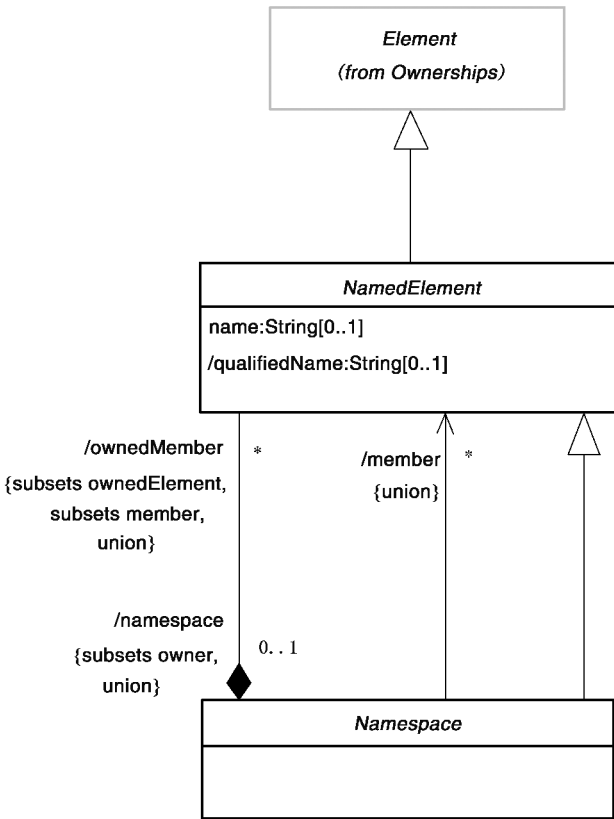 Element
(from Ownerships)
NamedElement
name:String[0..1]
/qualifiedName:String[0..1]
/ownedMember
*
{subsets ownedElement,
subsets member,
union}
/member
*
{union}
/namespace
0..1
{subsets owner,
union}
Namespace